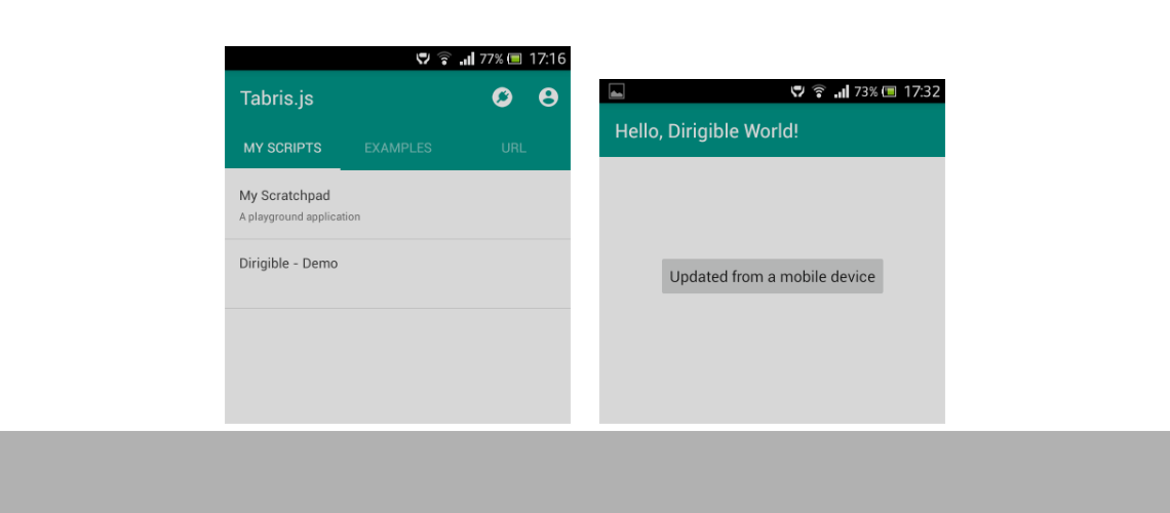 77% 17:16
Tabris.js
MY SCRIPTS EXAMPLES URL
My Scratchpad
A playground application
Dirigible - Demo
73% 17:32
Hello, Dirigible World!
Updated from a mobile device